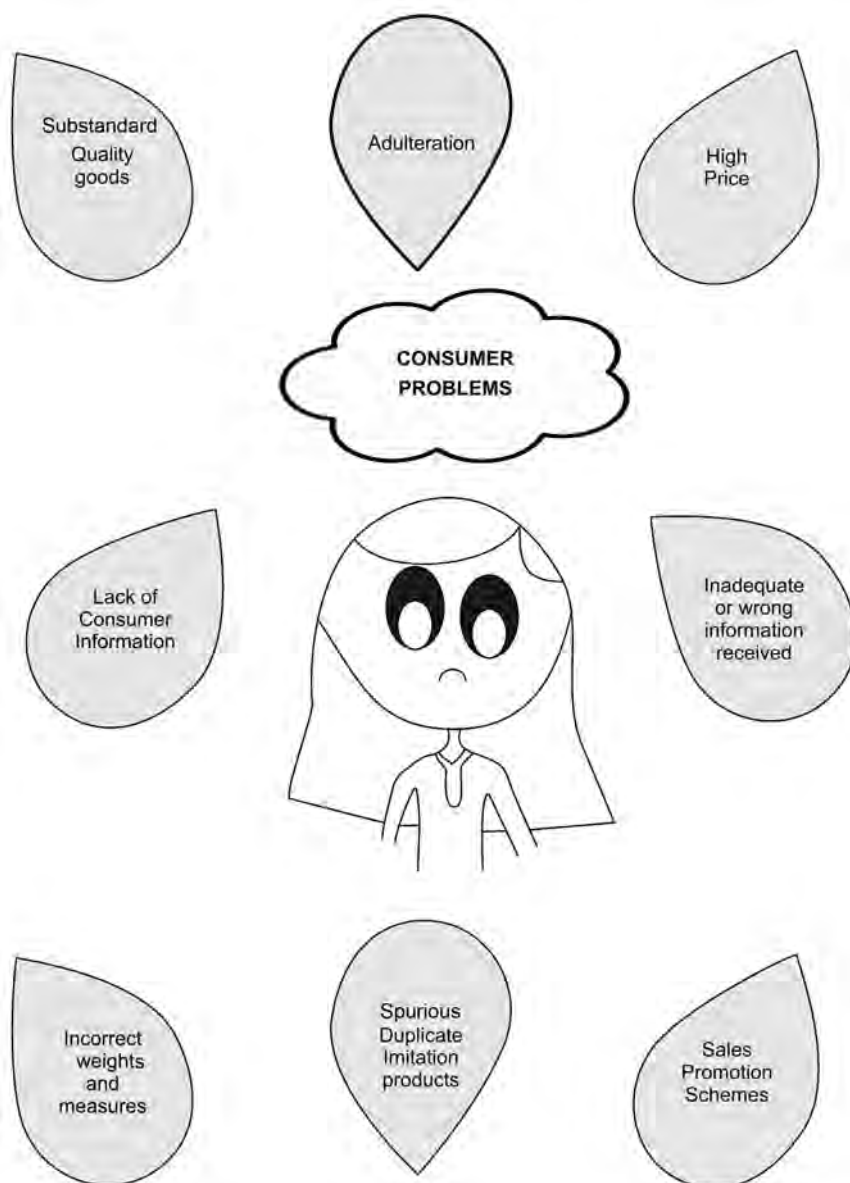 Substandard
Quality
goods
Adulteration
High
Price
CONSUMER
PROBLEMS
Lack of
Consumer
Information
Inadequate
or wrong
information
received
Incorrect
weights
and
measures
Spurious
Duplicate
Imitation
products
Sales
Promotion
Schemes